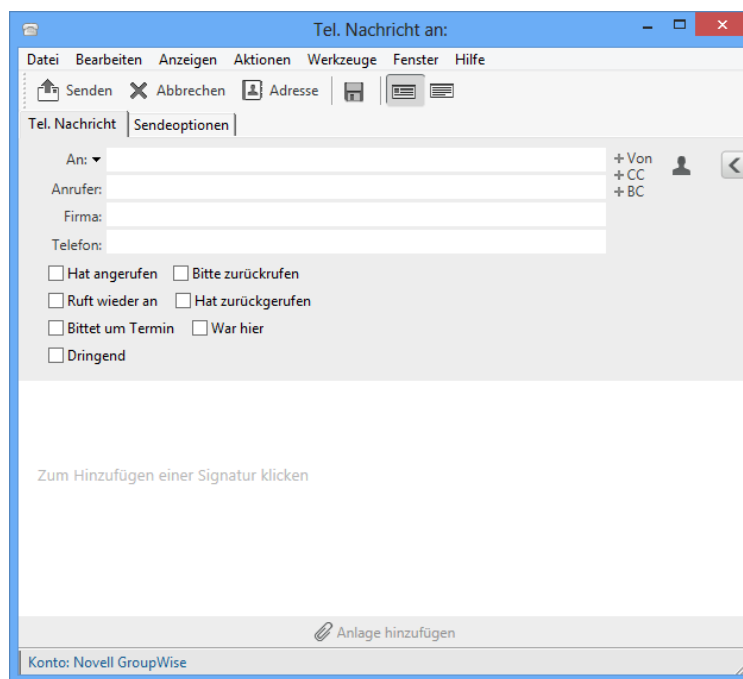 Tel. Nachricht an:
Datei Bearbeiten Anzeigen Aktionen Werkzeuge Fenster Hilfe
Senden Abbrechen Adresse
Tel. Nachricht Sendeoptionen
An: + Von
+ CC
Anrufer: + BC
Firma:
Telefon:
Hat angerufen Bitte zurückrufen
Ruft wieder an Hat zurückgerufen
Bittet um Termin War hier
Dringend
Zum Hinzufügen einer Signatur klicken
Anlage hinzufügen
Konto: Novell GroupWise